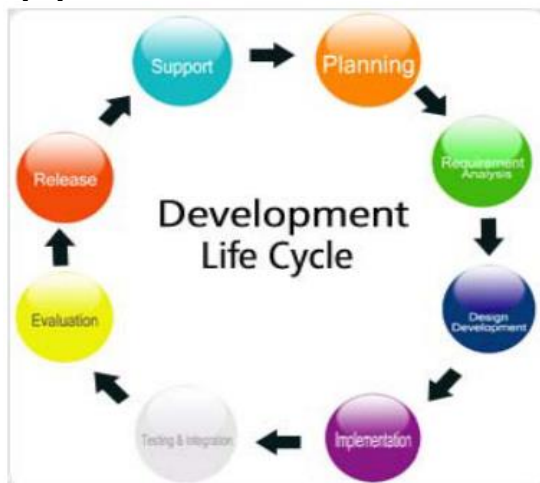 Development
Life Cycle
Planning
Requirement
Analysis
Design
Development
Implementation
Testing & Integration
Evaluation
Release
Support